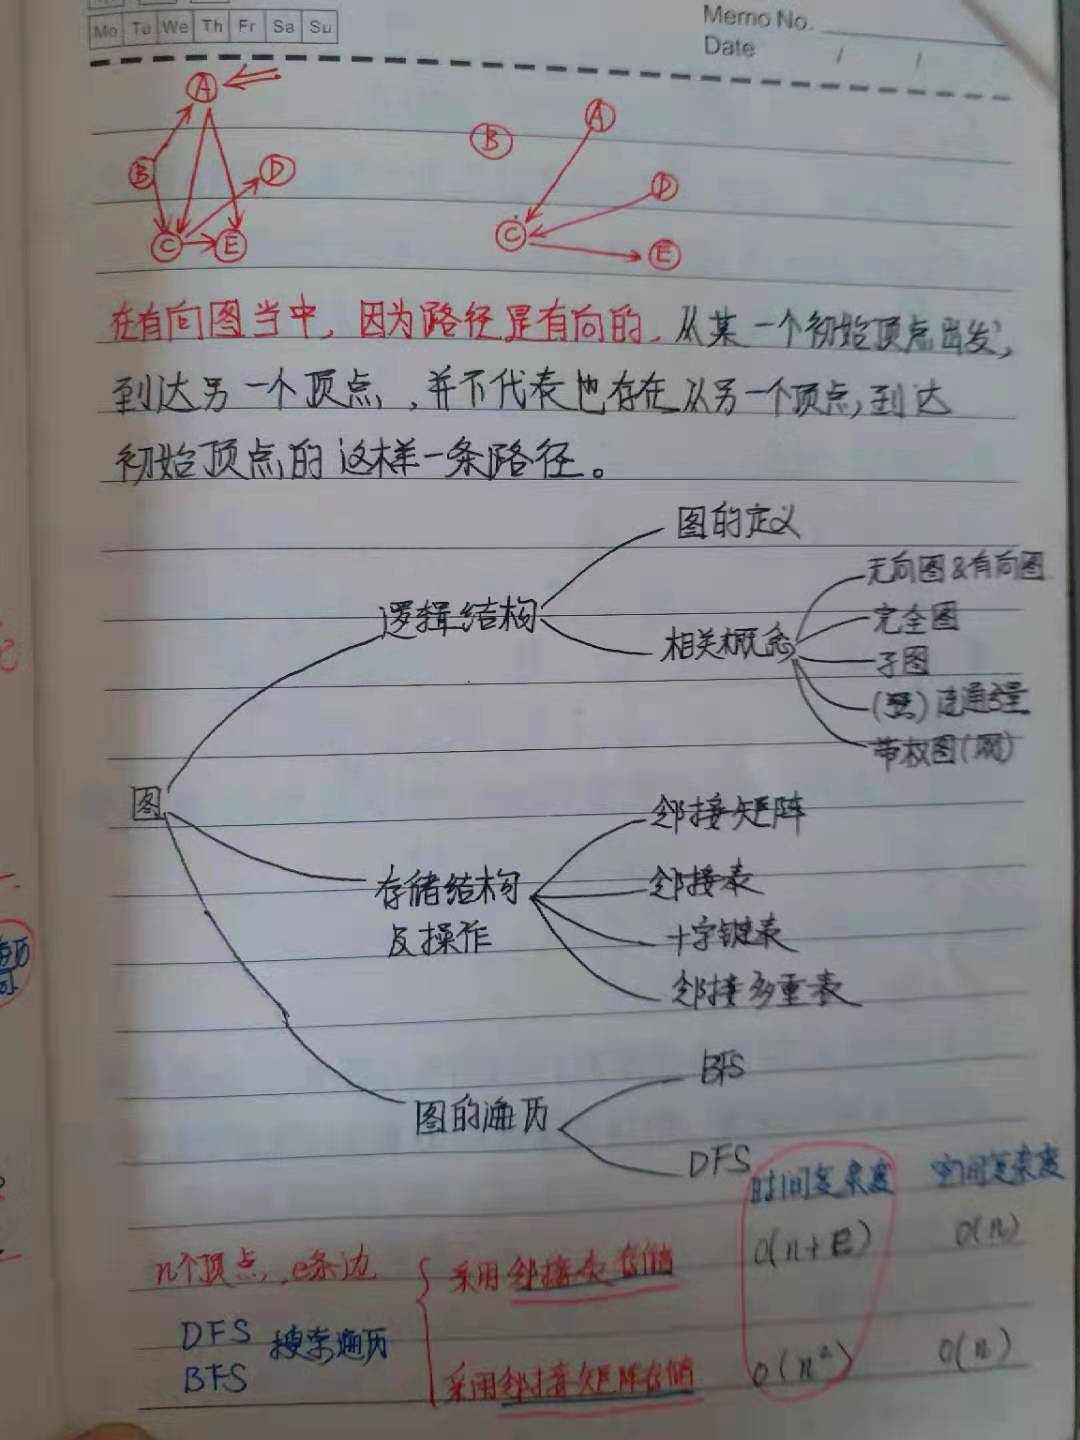 Mo Tu We Th Fr Sa Su
Memo No.
Date / /
A
B
D
C
E
A
B
D
C
E
在有向图当中，因为路径是有向的，从某一个初始顶点出发，
到达另一个顶点，并不代表也存在从另一个顶点，到达
初始顶点的这样一条路径。
图
逻辑结构
图的定义
相关概念
无向图&有向图
完全图
子图
(强)连通分量
带权图(网)
存储结构
及操作
邻接矩阵
邻接表
十字键表
邻接多重表
图的遍历
BFS
DFS
时间复杂度 空间复杂度
n个顶点，e条边
采用邻接表存储 O(n+E) O(n)
DFS
BFS
搜索遍历
采用邻接矩阵存储 O(n²) O(n)